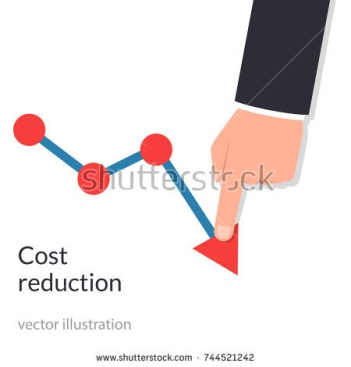 shutterstock
Cost
reduction
vector illustration
www.shutterstock.com · 744521242